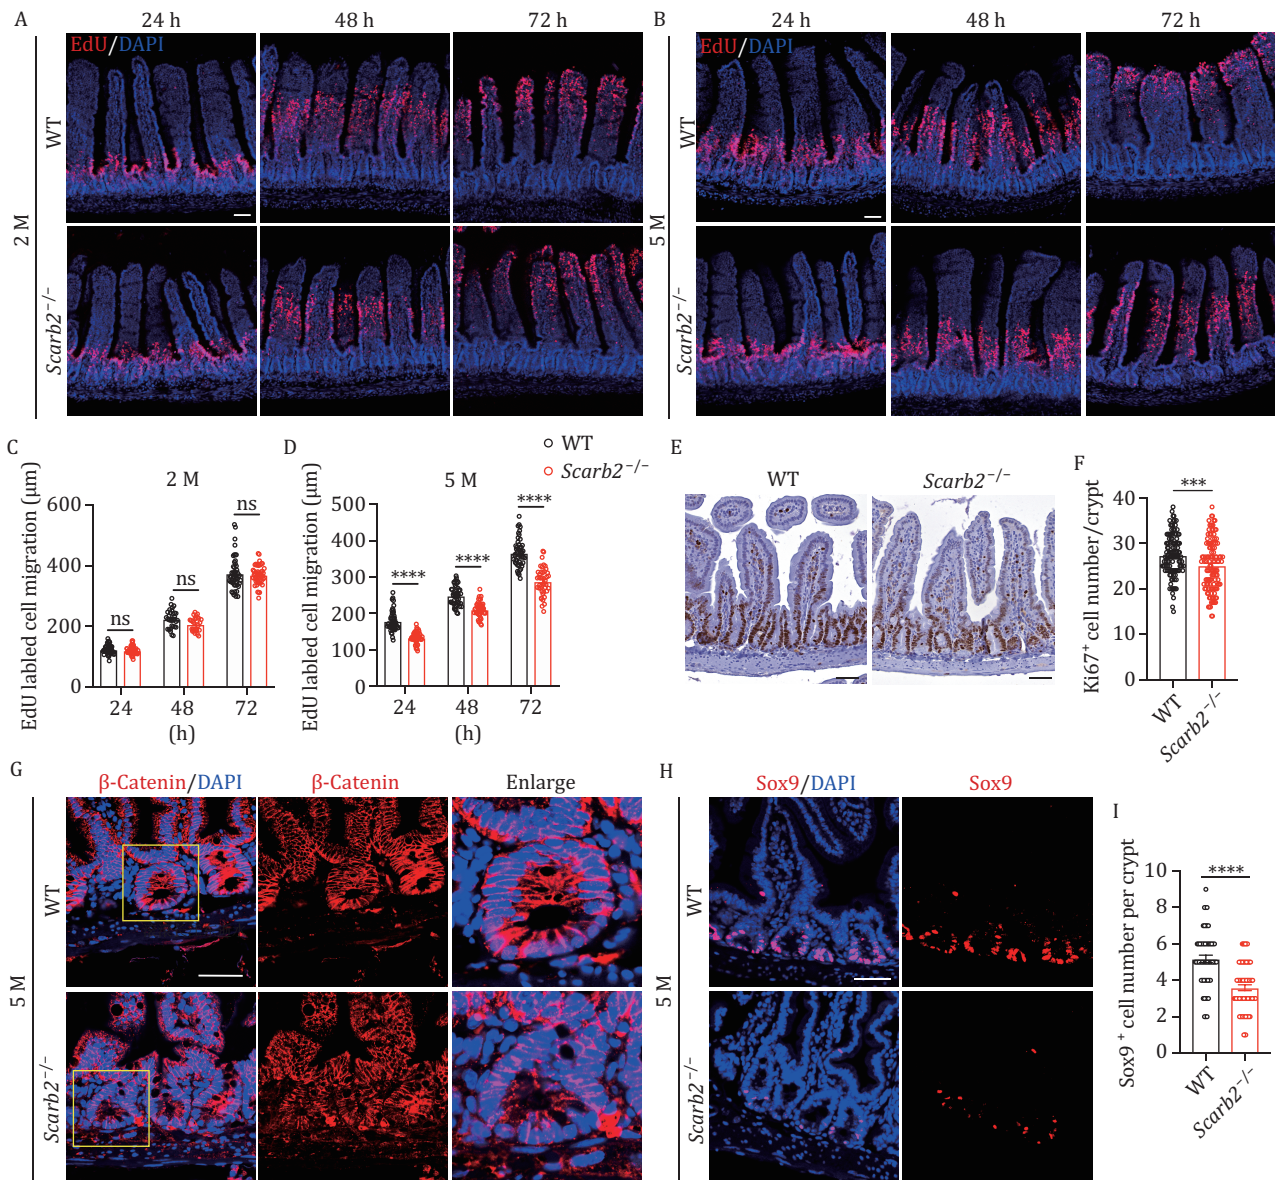 A
24 h
48 h
72 h
EdU/DAPI
WT
Scarb2⁻/⁻
2 M
B
24 h
48 h
72 h
EdU/DAPI
WT
Scarb2⁻/⁻
5 M
C
2 M
EdU labled cell migration (μm)
600
400
200
0
ns
ns
ns
24
48
72
(h)
D
5 M
WT
Scarb2⁻/⁻
EdU labled cell migration (μm)
500
400
300
200
100
0
****
****
****
24
48
72
(h)
E
WT
Scarb2⁻/⁻
F
Ki67⁺ cell number/crypt
40
30
20
10
0
***
WT
Scarb2⁻/⁻
G
β-Catenin/DAPI
β-Catenin
Enlarge
WT
Scarb2⁻/⁻
5 M
H
Sox9/DAPI
Sox9
WT
Scarb2⁻/⁻
5 M
I
Sox9⁺ cell number per crypt
10
8
6
4
2
0
****
WT
Scarb2⁻/⁻